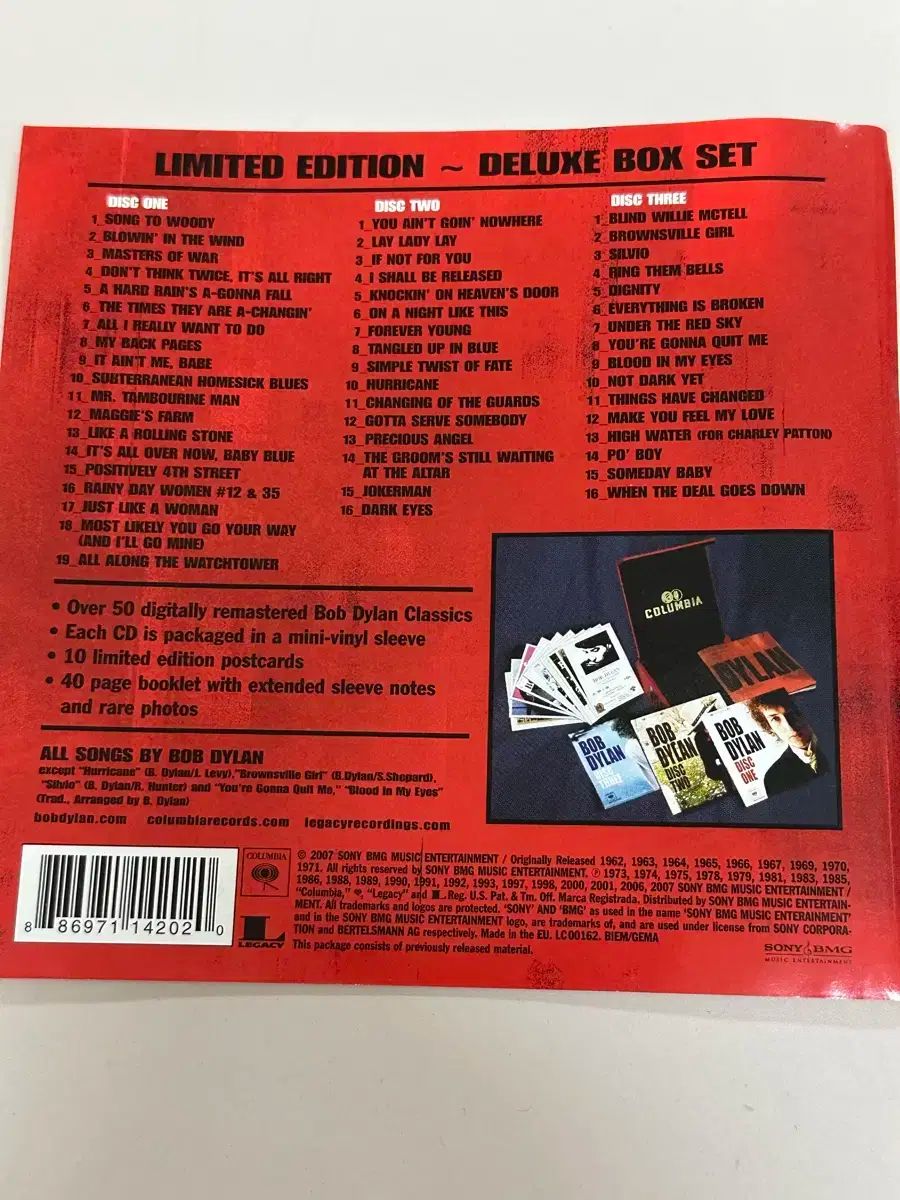 LIMITED EDITION ~ DELUXE BOX SET
DISC ONE
1_SONG TO WOODY
2_BLOWIN' IN THE WIND
3_MASTERS OF WAR
4_DON'T THINK TWICE, IT'S ALL RIGHT
5_A HARD RAIN'S A-GONNA FALL
6_THE TIMES THEY ARE A-CHANGIN'
7_ALL I REALLY WANT TO DO
8_MY BACK PAGES
9_IT AIN'T ME, BABE
10_SUBTERRANEAN HOMESICK BLUES
11_MR. TAMBOURINE MAN
12_MAGGIE'S FARM
13_LIKE A ROLLING STONE
14_IT'S ALL OVER NOW, BABY BLUE
15_POSITIVELY 4TH STREET
16_RAINY DAY WOMEN #12 & 35
17_JUST LIKE A WOMAN
18_MOST LIKELY YOU GO YOUR WAY
(AND I'LL GO MINE)
19_ALL ALONG THE WATCHTOWER
DISC TWO
1_YOU AIN'T GOIN' NOWHERE
2_LAY LADY LAY
3_IF NOT FOR YOU
4_I SHALL BE RELEASED
5_KNOCKIN' ON HEAVEN'S DOOR
6_ON A NIGHT LIKE THIS
7_FOREVER YOUNG
8_TANGLED UP IN BLUE
9_SIMPLE TWIST OF FATE
10_HURRICANE
11_CHANGING OF THE GUARDS
12_GOTTA SERVE SOMEBODY
13_PRECIOUS ANGEL
14_THE GROOM'S STILL WAITING
AT THE ALTAR
15_JOKERMAN
16_DARK EYES
DISC THREE
1_BLIND WILLIE MCTELL
2_BROWNSVILLE GIRL
3_SILVIO
4_RING THEM BELLS
5_DIGNITY
6_EVERYTHING IS BROKEN
7_UNDER THE RED SKY
8_YOU'RE GONNA QUIT ME
9_BLOOD IN MY EYES
10_NOT DARK YET
11_THINGS HAVE CHANGED
12_MAKE YOU FEEL MY LOVE
13_HIGH WATER (FOR CHARLEY PATTON)
14_PO' BOY
15_SOMEDAY BABY
16_WHEN THE DEAL GOES DOWN
• Over 50 digitally remastered Bob Dylan Classics
• Each CD is packaged in a mini-vinyl sleeve
• 10 limited edition postcards
• 40 page booklet with extended sleeve notes
and rare photos
COLUMBIA
DYLAN
BOB
DYLAN
DISC THREE
BOB
DYLAN
DISC TWO
BOB
DYLAN
DISC ONE
ALL SONGS BY BOB DYLAN
except "Hurricane" (B. Dylan/J. Levy),"Brownsville Girl" (B.Dylan/S.Shepard),
"Silvio" (B. Dylan/R. Hunter) and "You're Gonna Quit Me," "Blood In My Eyes"
(Trad., Arranged by B. Dylan)
bobdylan.com columbiarecords.com legacyrecordings.com
8 86971 14202 0
COLUMBIA
LEGACY
© 2007 SONY BMG MUSIC ENTERTAINMENT / Originally Released 1962, 1963, 1964, 1965, 1966, 1967, 1969, 1970,
1971. All rights reserved by SONY BMG MUSIC ENTERTAINMENT. ℗ 1973, 1974, 1975, 1978, 1979, 1981, 1983, 1985,
1986, 1988, 1989, 1990, 1991, 1992, 1993, 1997, 1998, 2000, 2001, 2006, 2007 SONY BMG MUSIC ENTERTAINMENT /
"Columbia," , "Legacy" and L Reg. U.S. Pat. & Tm. Off. Marca Registrada. Distributed by SONY BMG MUSIC ENTERTAIN-
MENT. All trademarks and logos are protected. 'SONY' AND 'BMG' as used in the name 'SONY BMG MUSIC ENTERAINMENT'
and in the SONY BMG MUSIC ENTERTAINMENT logo, are trademarks of, and are used under license from SONY CORPORA-
TION and BERTELSMANN AG respectively. Made in the EU. LC00162. BIEM/GEMA
This package consists of previously released material.
SONY BMG
MUSIC ENTERTAINMENT